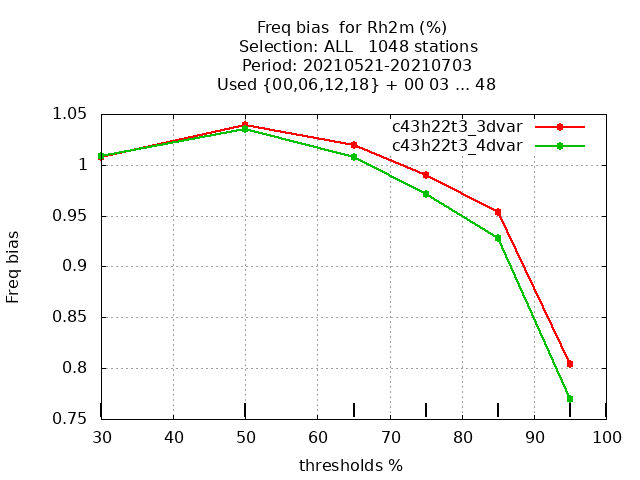 Freq bias  for Rh2m (%)
Selection: ALL   1048 stations
Period: 20210521-20210703
Used {00,06,12,18} + 00 03 ... 48
c43h22t3_3dvar
c43h22t3_4dvar
Freq bias
1.05
1
0.95
0.9
0.85
0.8
0.75
30 40 50 60 70 80 90 100
thresholds %